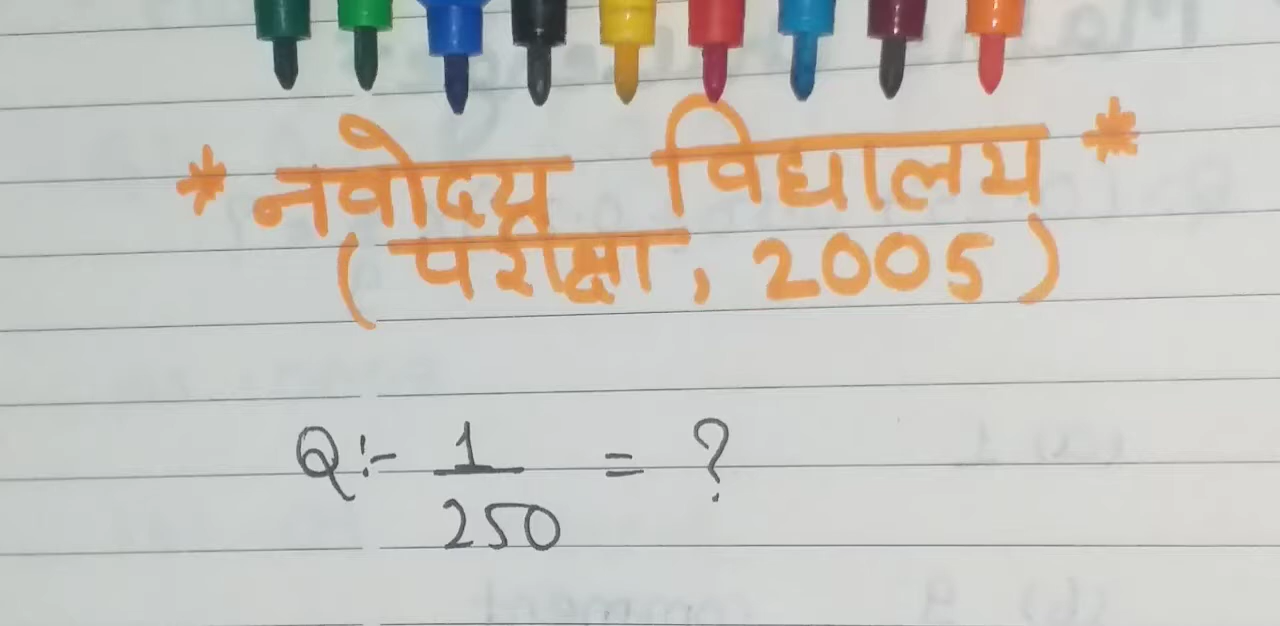 * नवोदय विद्यालय *
( परीक्षा, 2005 )
Q:- 1/250 = ?